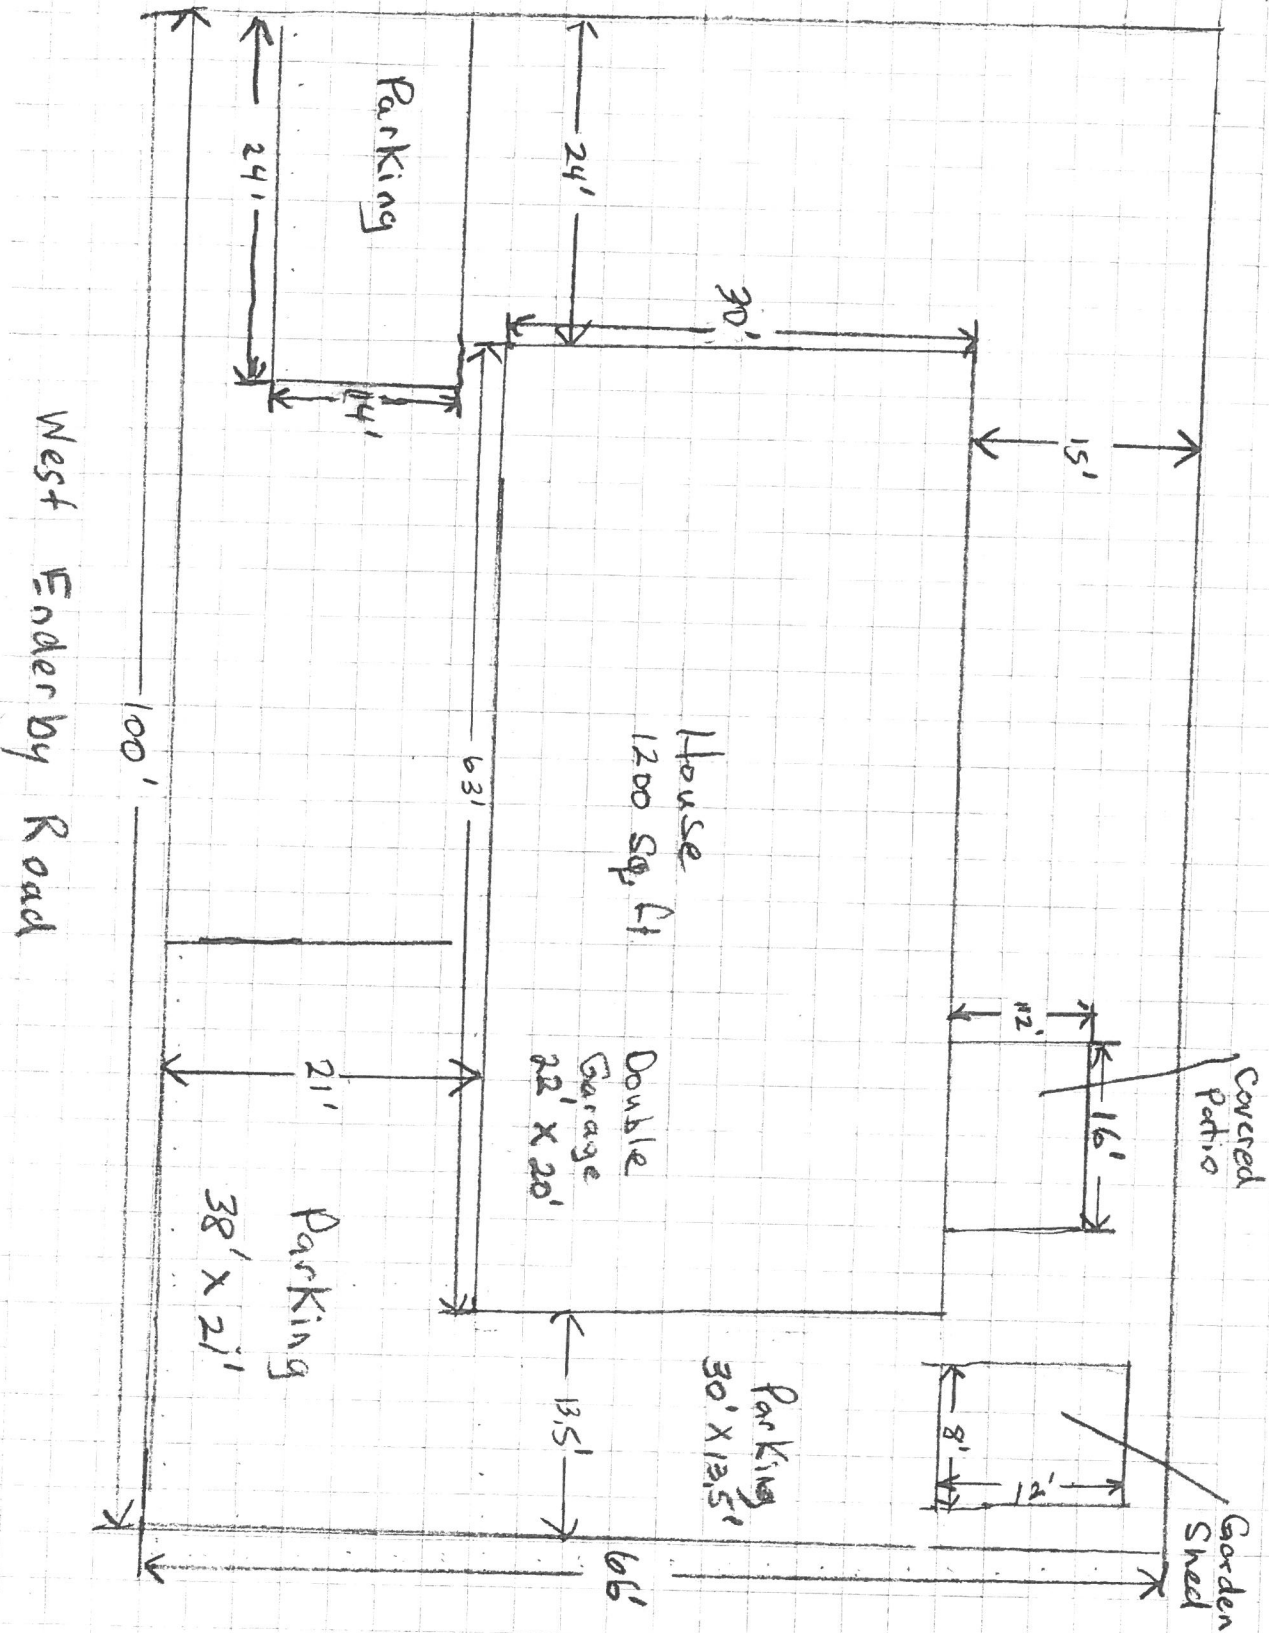 Covered
Patio
Garden
Shed
15'
12'
16'
8'
12'
30'
House
1200 sq, ft
Double
Garage
22' x 20'
Parking
30' x 13.5'
24'
13.5'
66'
63'
Parking
14'
24'
21'
Parking
38' x 21'
100'
West Enderby Road